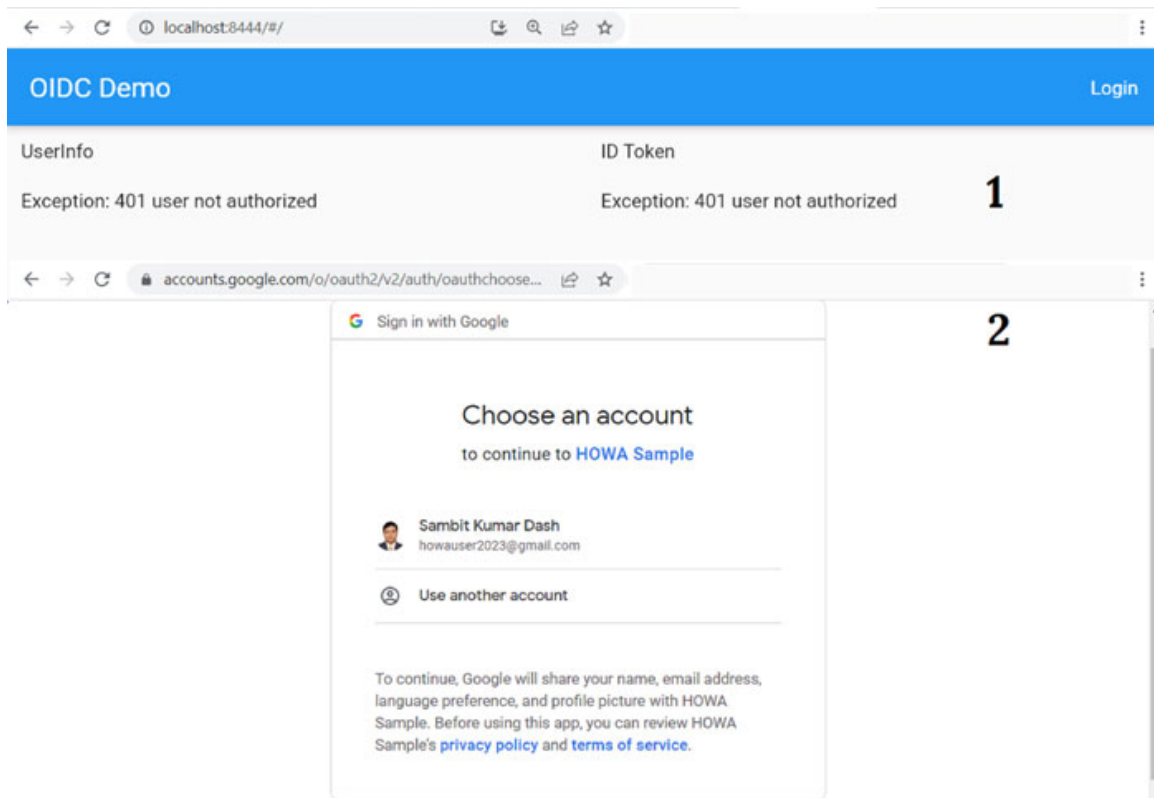 localhost:8444/#/
OIDC Demo
Login
UserInfo
ID Token
Exception: 401 user not authorized
Exception: 401 user not authorized
1
accounts.google.com/o/oauth2/v2/auth/oauthchoose...
2
G Sign in with Google
Choose an account
to continue to HOWA Sample
Sambit Kumar Dash
howauser2023@gmail.com
Use another account
To continue, Google will share your name, email address,
language preference, and profile picture with HOWA
Sample. Before using this app, you can review HOWA
Sample's privacy policy and terms of service.